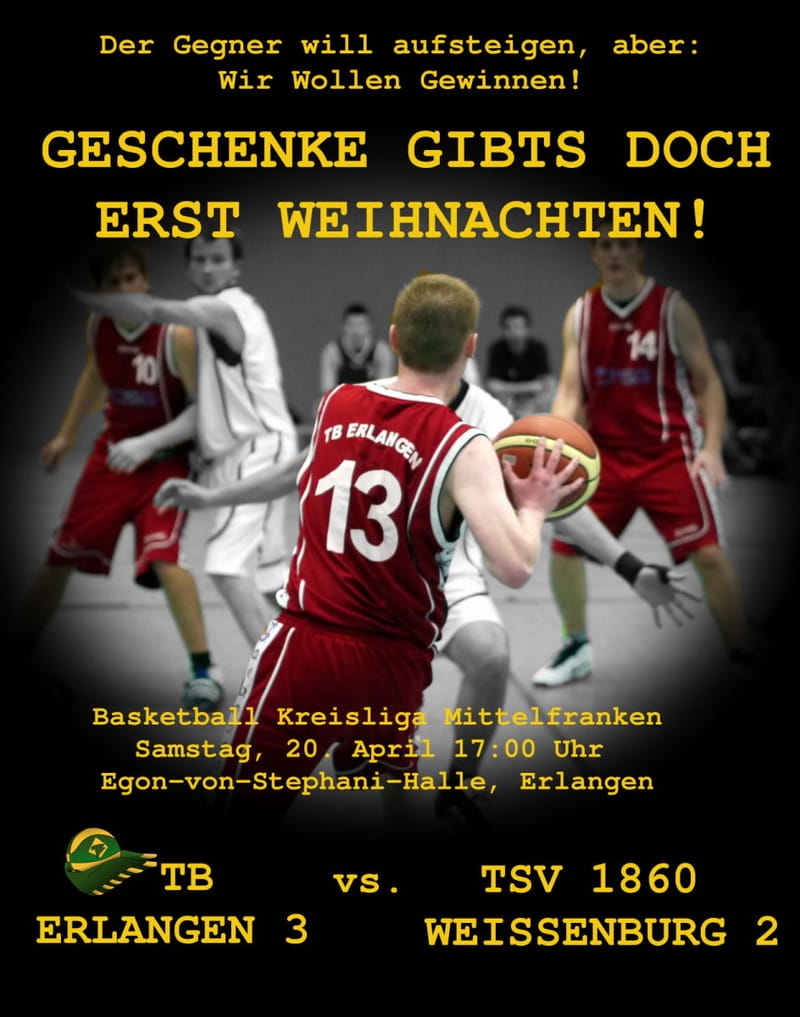 Der Gegner will aufsteigen, aber:
Wir Wollen Gewinnen!
GESCHENKE GIBTS DOCH
ERST WEIHNACHTEN!
10
14
TB ERLANGEN
13
Basketball Kreisliga Mittelfranken
Samstag, 20. April 17:00 Uhr
Egon-von-Stephani-Halle, Erlangen
TB vs. TSV 1860
ERLANGEN 3 WEISSENBURG 2